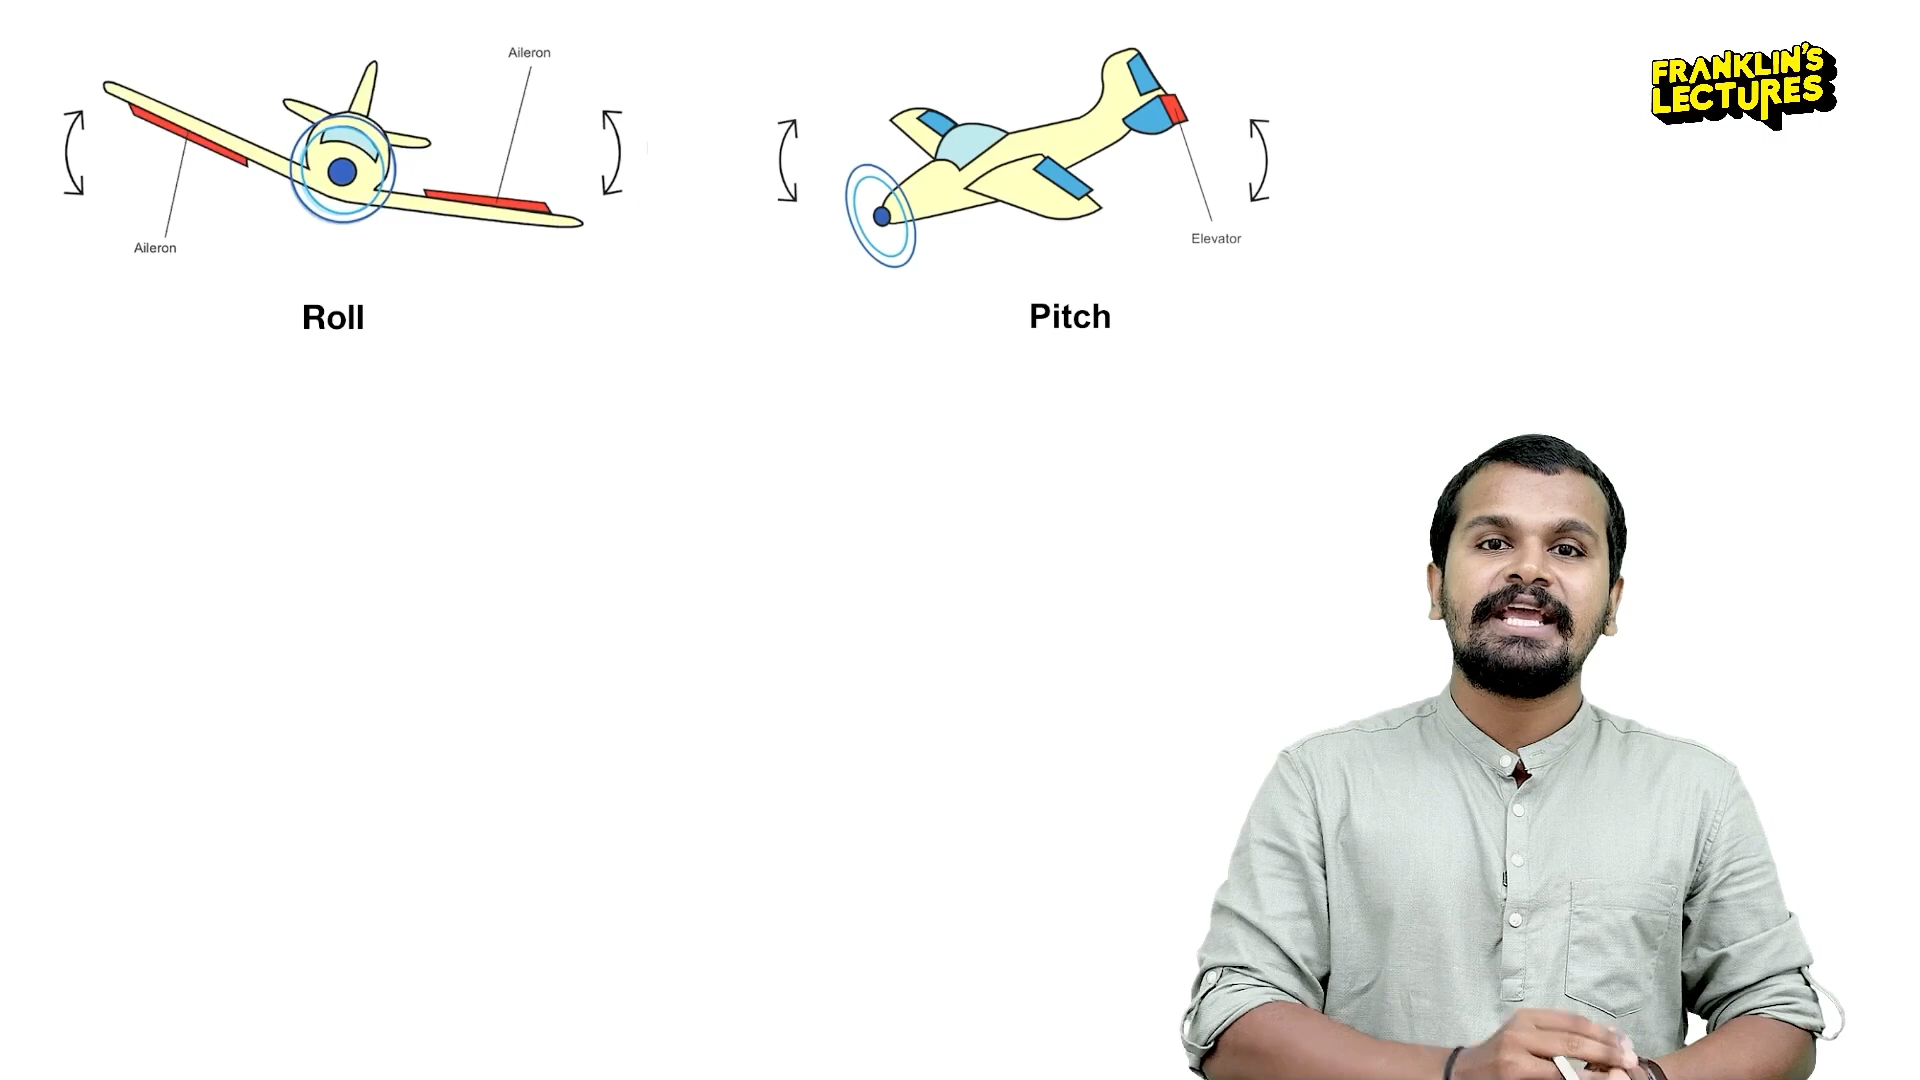 Aileron
Aileron
Roll
Elevator
Pitch
FRANKLIN'S
LECTURES